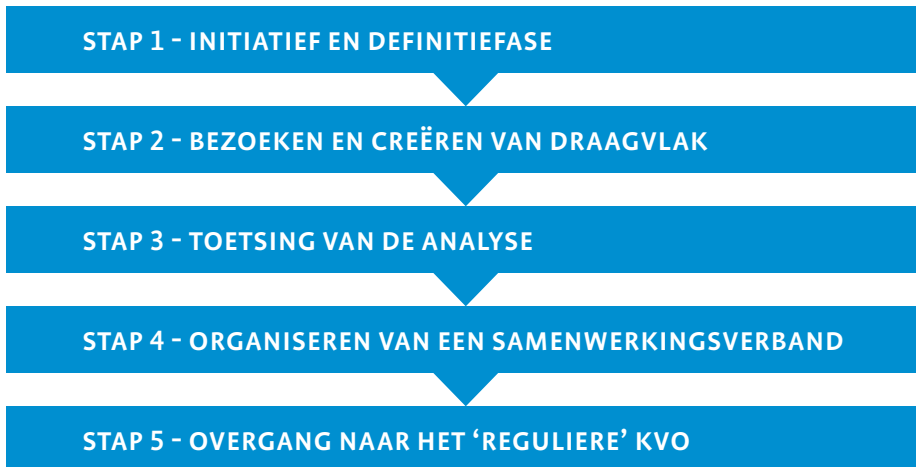 STAP 1 - INITIATIEF EN DEFINITIEFASE
STAP 2 - BEZOEKEN EN CREËREN VAN DRAAGVLAK
STAP 3 - TOETSING VAN DE ANALYSE
STAP 4 - ORGANISEREN VAN EEN SAMENWERKINGSVERBAND
STAP 5 - OVERGANG NAAR HET ‘REGULIERE’ KVO